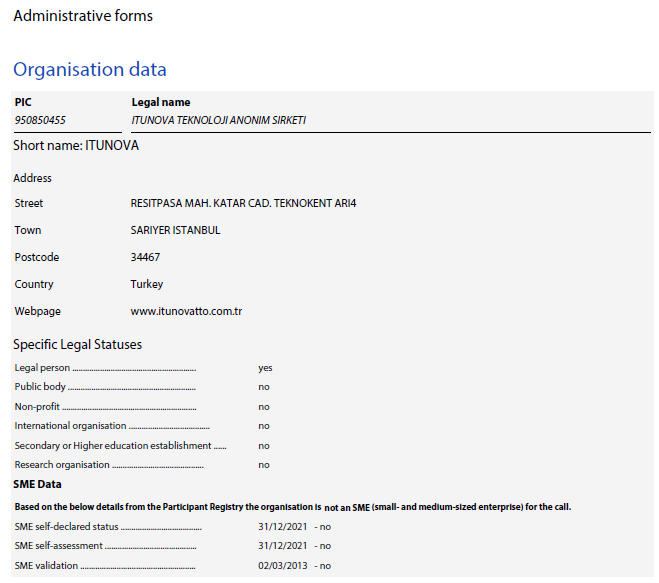 Administrative forms
Organisation data
PIC Legal name
950850455 ITUNOVA TEKNOLOJI ANONIM SIRKETI
Short name: ITUNOVA
Address
Street RESITPASA MAH. KATAR CAD. TEKNOKENT ARI4
Town SARIYER ISTANBUL
Postcode 34467
Country Turkey
Webpage www.itunovatto.com.tr
Specific Legal Statuses
Legal person .......................................................... yes
Public body ............................................................ no
Non-profit .............................................................. no
International organisation ...................................... no
Secondary or Higher education establishment ...... no
Research organisation ........................................... no
SME Data
Based on the below details from the Participant Registry the organisation is not an SME (small- and medium-sized enterprise) for the call.
SME self-declared status ...................................... 31/12/2021 - no
SME self-assessment ........................................... 31/12/2021 - no
SME validation ...................................................... 02/03/2013 - no